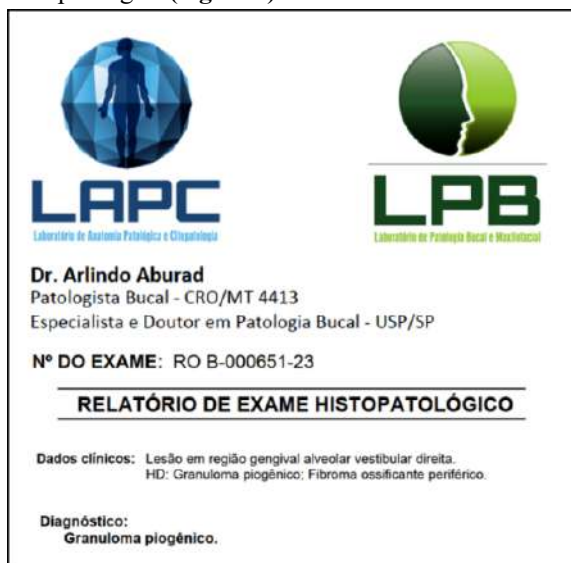 LAPC
Laboratório de Anatomia Patológica e Citopatologia
LPB
Laboratório de Patologia Bucal e Maxilofacial
Dr. Arlindo Aburad
Patologista Bucal - CRO/MT 4413
Especialista e Doutor em Patologia Bucal - USP/SP
Nº DO EXAME: RO B-000651-23
RELATÓRIO DE EXAME HISTOPATOLÓGICO
Dados clínicos: Lesão em região gengival alveolar vestibular direita.
HD: Granuloma piogênico; Fibroma ossificante periférico.
Diagnóstico:
Granuloma piogênico.